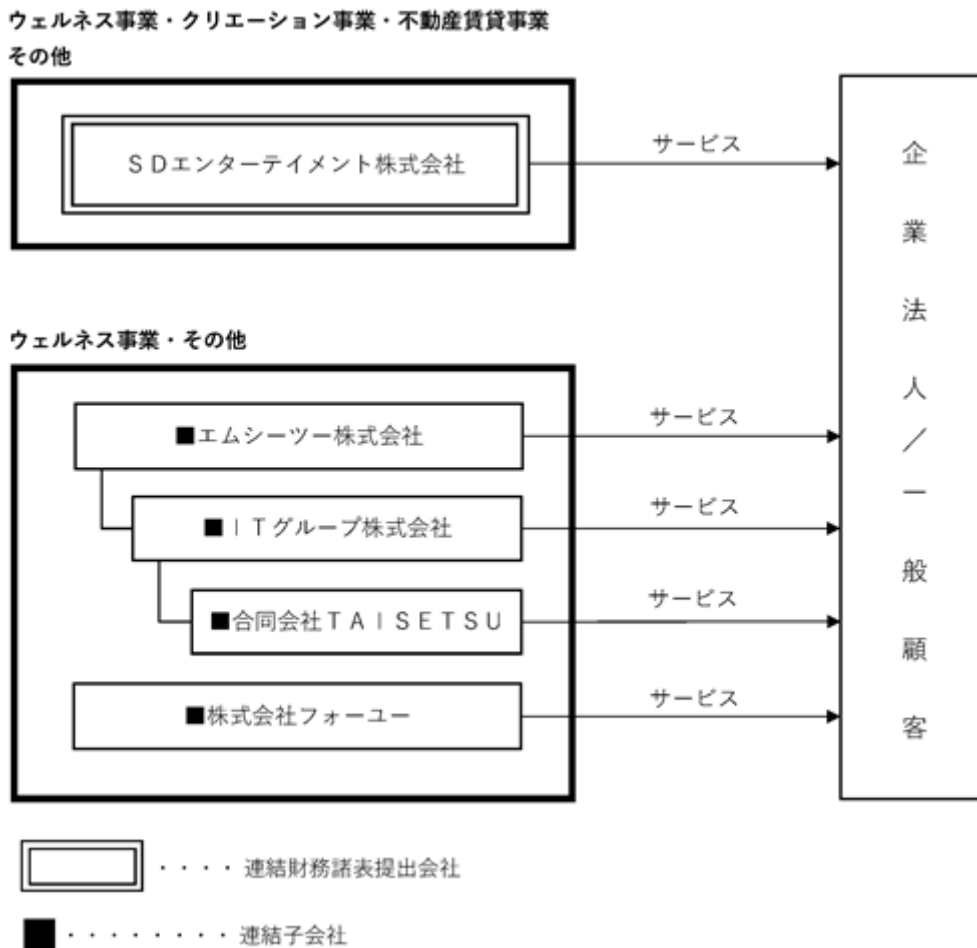 ウェルネス事業・クリエーション事業・不動産賃貸事業
その他
ＳＤエンターテイメント株式会社
サービス
ウェルネス事業・その他
■エムシーツー株式会社
サービス
■ＩＴグループ株式会社
サービス
■合同会社ＴＡＩＳＥＴＳＵ
サービス
■株式会社フォーユー
サービス
企業法人／一般顧客
・・・・連結財務諸表提出会社
■・・・・・・・・連結子会社